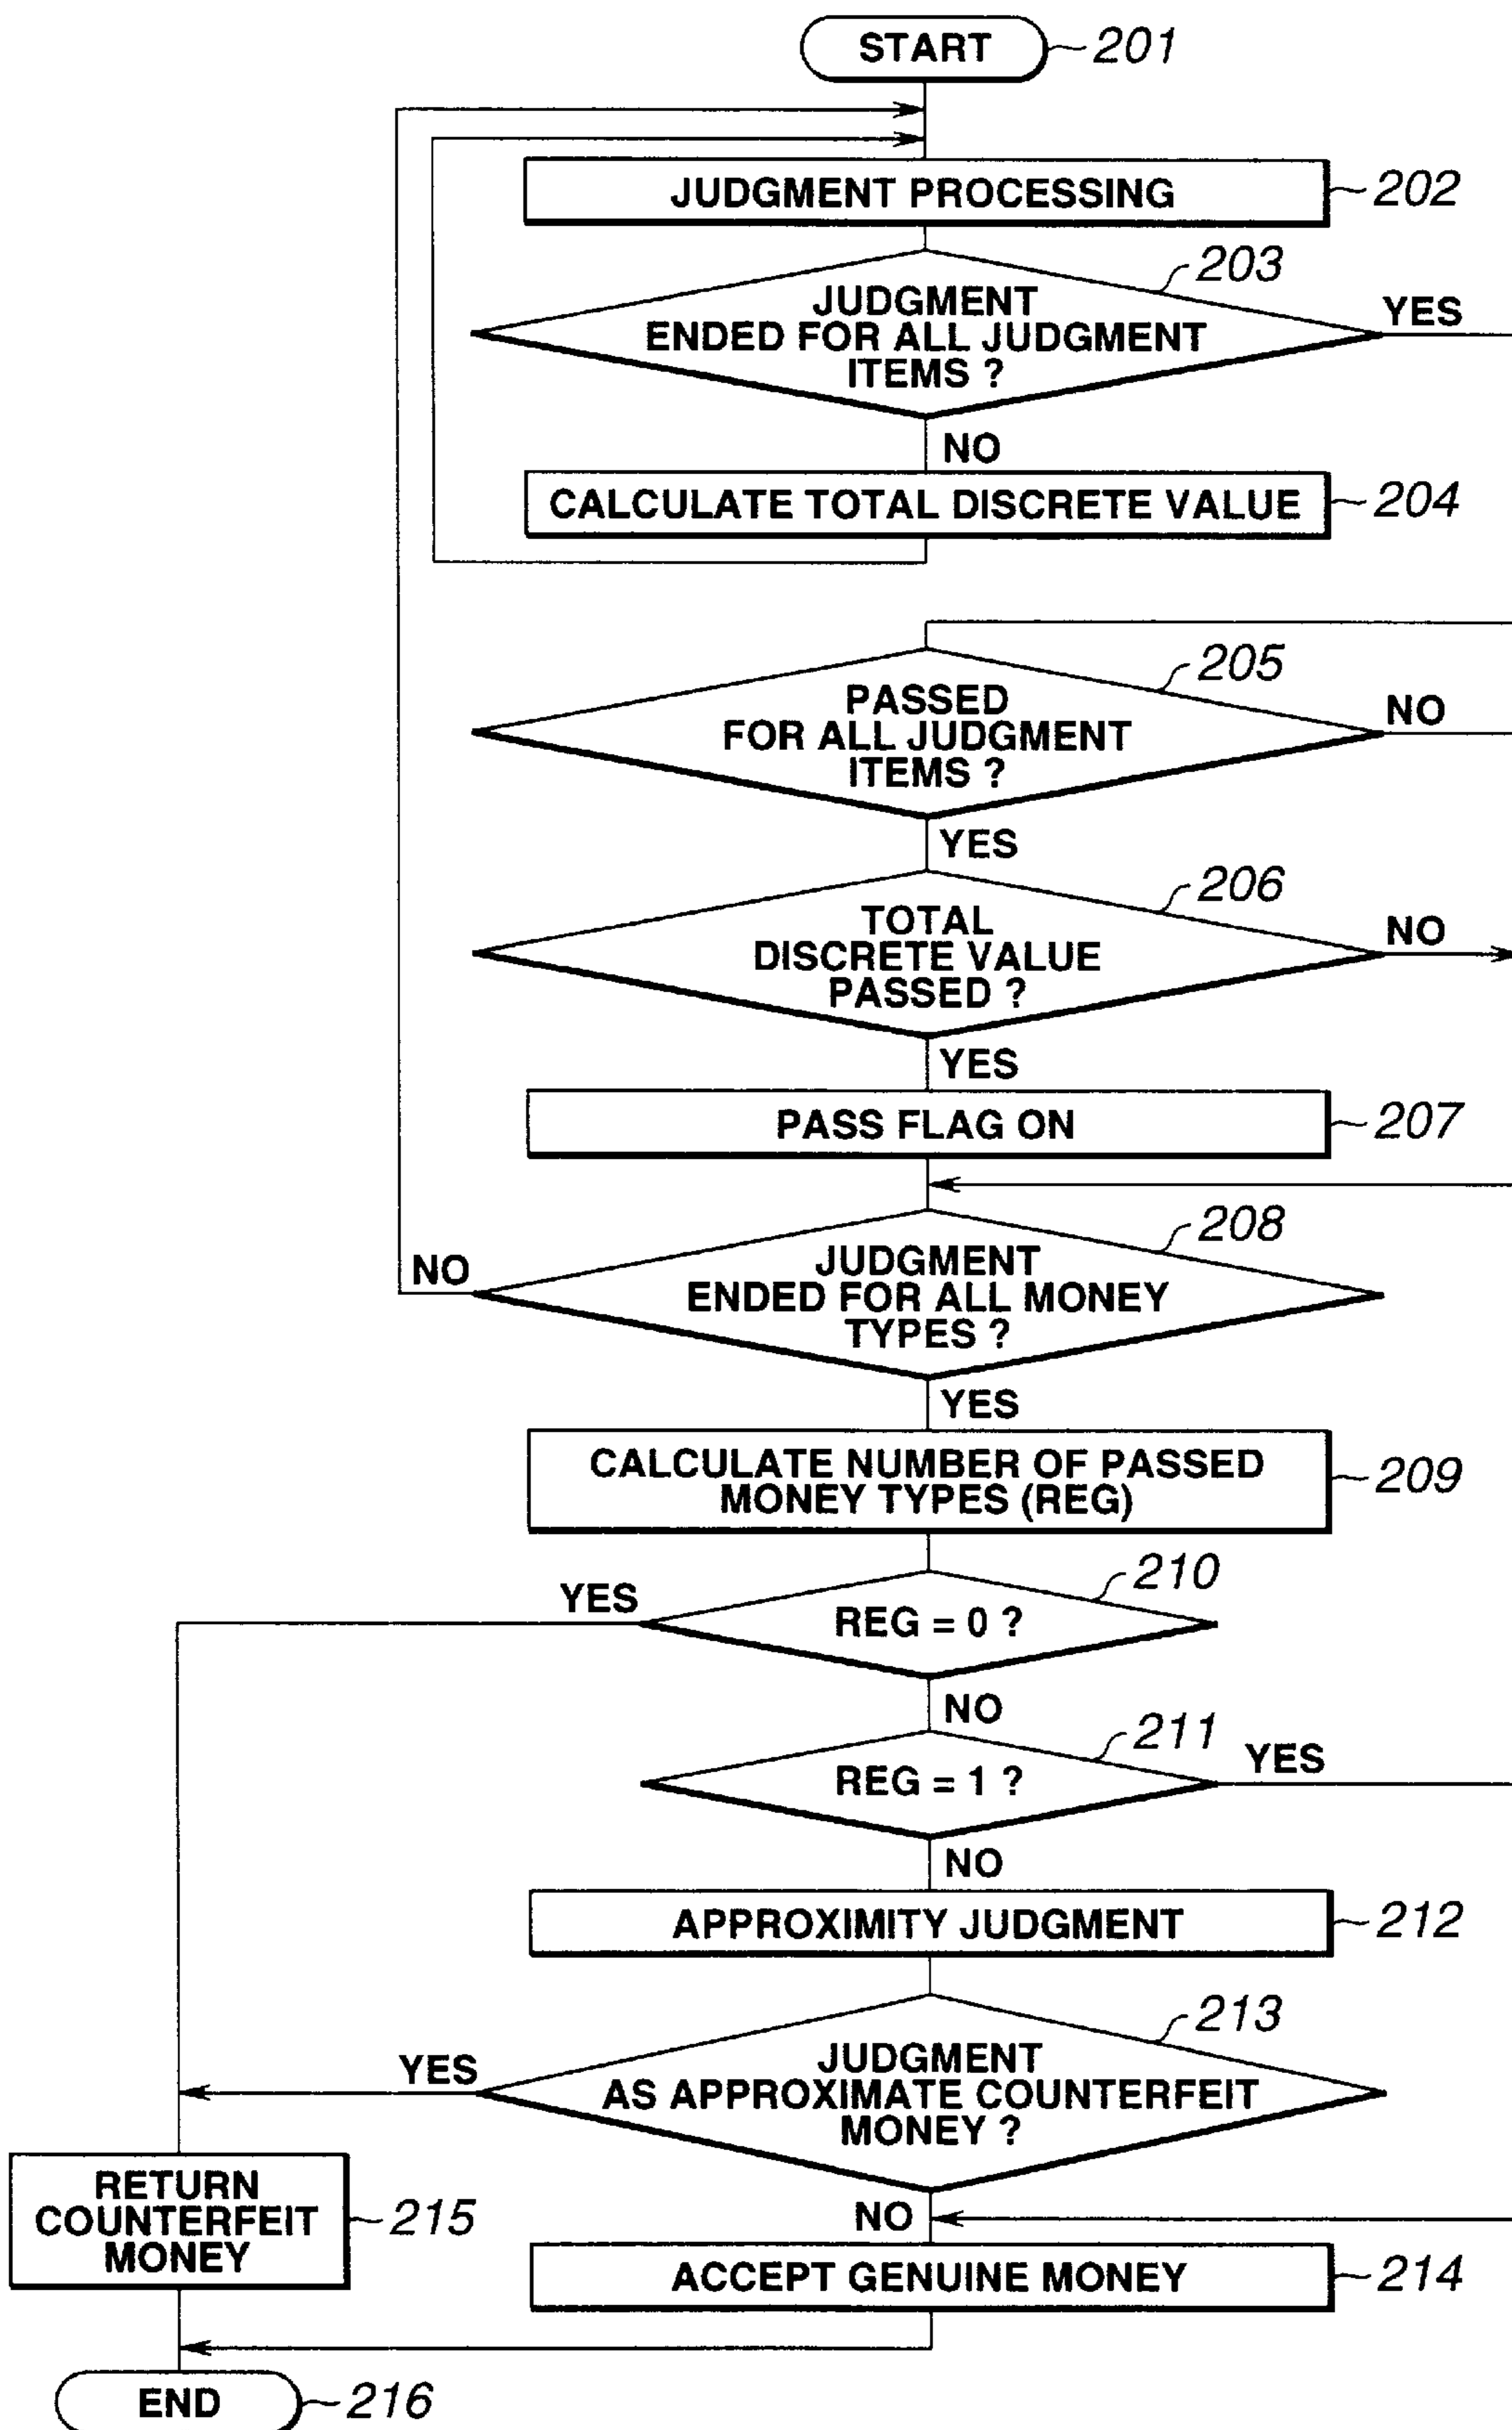 START
201
JUDGMENT PROCESSING
202
203
JUDGMENT
ENDED FOR ALL JUDGMENT
ITEMS ?
YES
NO
CALCULATE TOTAL DISCRETE VALUE
204
205
PASSED
FOR ALL JUDGMENT
ITEMS ?
NO
YES
206
TOTAL
DISCRETE VALUE
PASSED ?
NO
YES
PASS FLAG ON
207
208
JUDGMENT
ENDED FOR ALL MONEY
TYPES ?
NO
YES
CALCULATE NUMBER OF PASSED
MONEY TYPES (REG)
209
210
YES
REG = 0 ?
NO
211
REG = 1 ?
YES
NO
APPROXIMITY JUDGMENT
212
213
JUDGMENT
AS APPROXIMATE COUNTERFEIT
MONEY ?
YES
NO
RETURN
COUNTERFEIT
MONEY
215
ACCEPT GENUINE MONEY
214
END
216